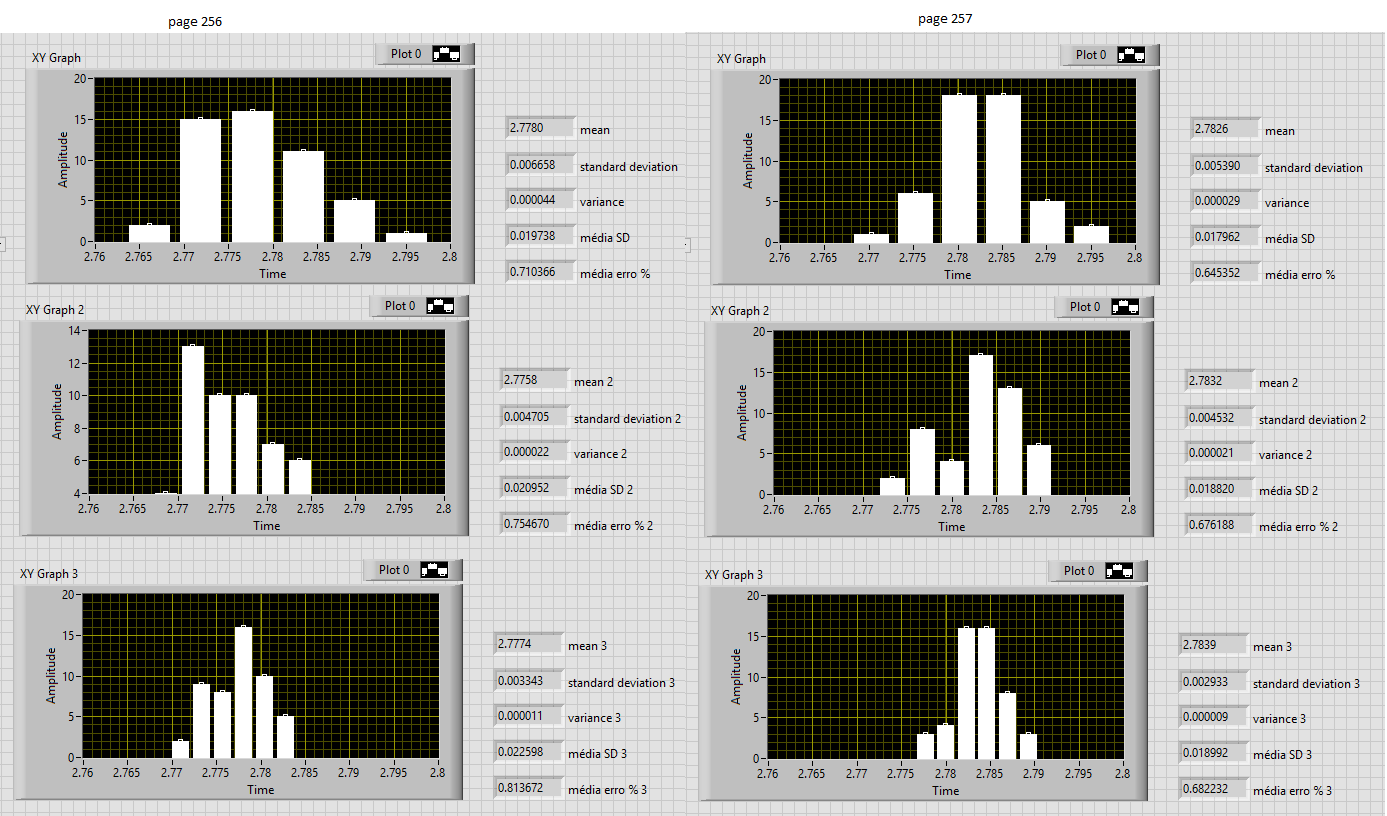 page 256
page 257
XY Graph
Plot 0
Amplitude
20
15
10
5
0
2.76 2.765 2.77 2.775 2.78 2.785 2.79 2.795 2.8
Time
2.7780 mean
0.006658 standard deviation
0.000044 variance
0.019738 média SD
0.710366 média erro %
XY Graph 2
Plot 0
Amplitude
14
12
10
8
6
4
2.76 2.765 2.77 2.775 2.78 2.785 2.79 2.795 2.8
Time
2.7758 mean 2
0.004705 standard deviation 2
0.000022 variance 2
0.020952 média SD 2
0.754670 média erro % 2
XY Graph 3
Plot 0
Amplitude
20
15
10
5
0
2.76 2.765 2.77 2.775 2.78 2.785 2.79 2.795 2.8
Time
2.7774 mean 3
0.003343 standard deviation 3
0.000011 variance 3
0.022598 média SD 3
0.813672 média erro % 3
XY Graph
Plot 0
Amplitude
20
15
10
5
0
2.76 2.765 2.77 2.775 2.78 2.785 2.79 2.795 2.8
Time
2.7826 mean
0.005390 standard deviation
0.000029 variance
0.017962 média SD
0.645352 média erro %
XY Graph 2
Plot 0
Amplitude
20
15
10
5
0
2.76 2.765 2.77 2.775 2.78 2.785 2.79 2.795 2.8
Time
2.7832 mean 2
0.004532 standard deviation 2
0.000021 variance 2
0.018820 média SD 2
0.676188 média erro % 2
XY Graph 3
Plot 0
Amplitude
20
15
10
5
0
2.76 2.765 2.77 2.775 2.78 2.785 2.79 2.795 2.8
Time
2.7839 mean 3
0.002933 standard deviation 3
0.000009 variance 3
0.018992 média SD 3
0.682232 média erro % 3